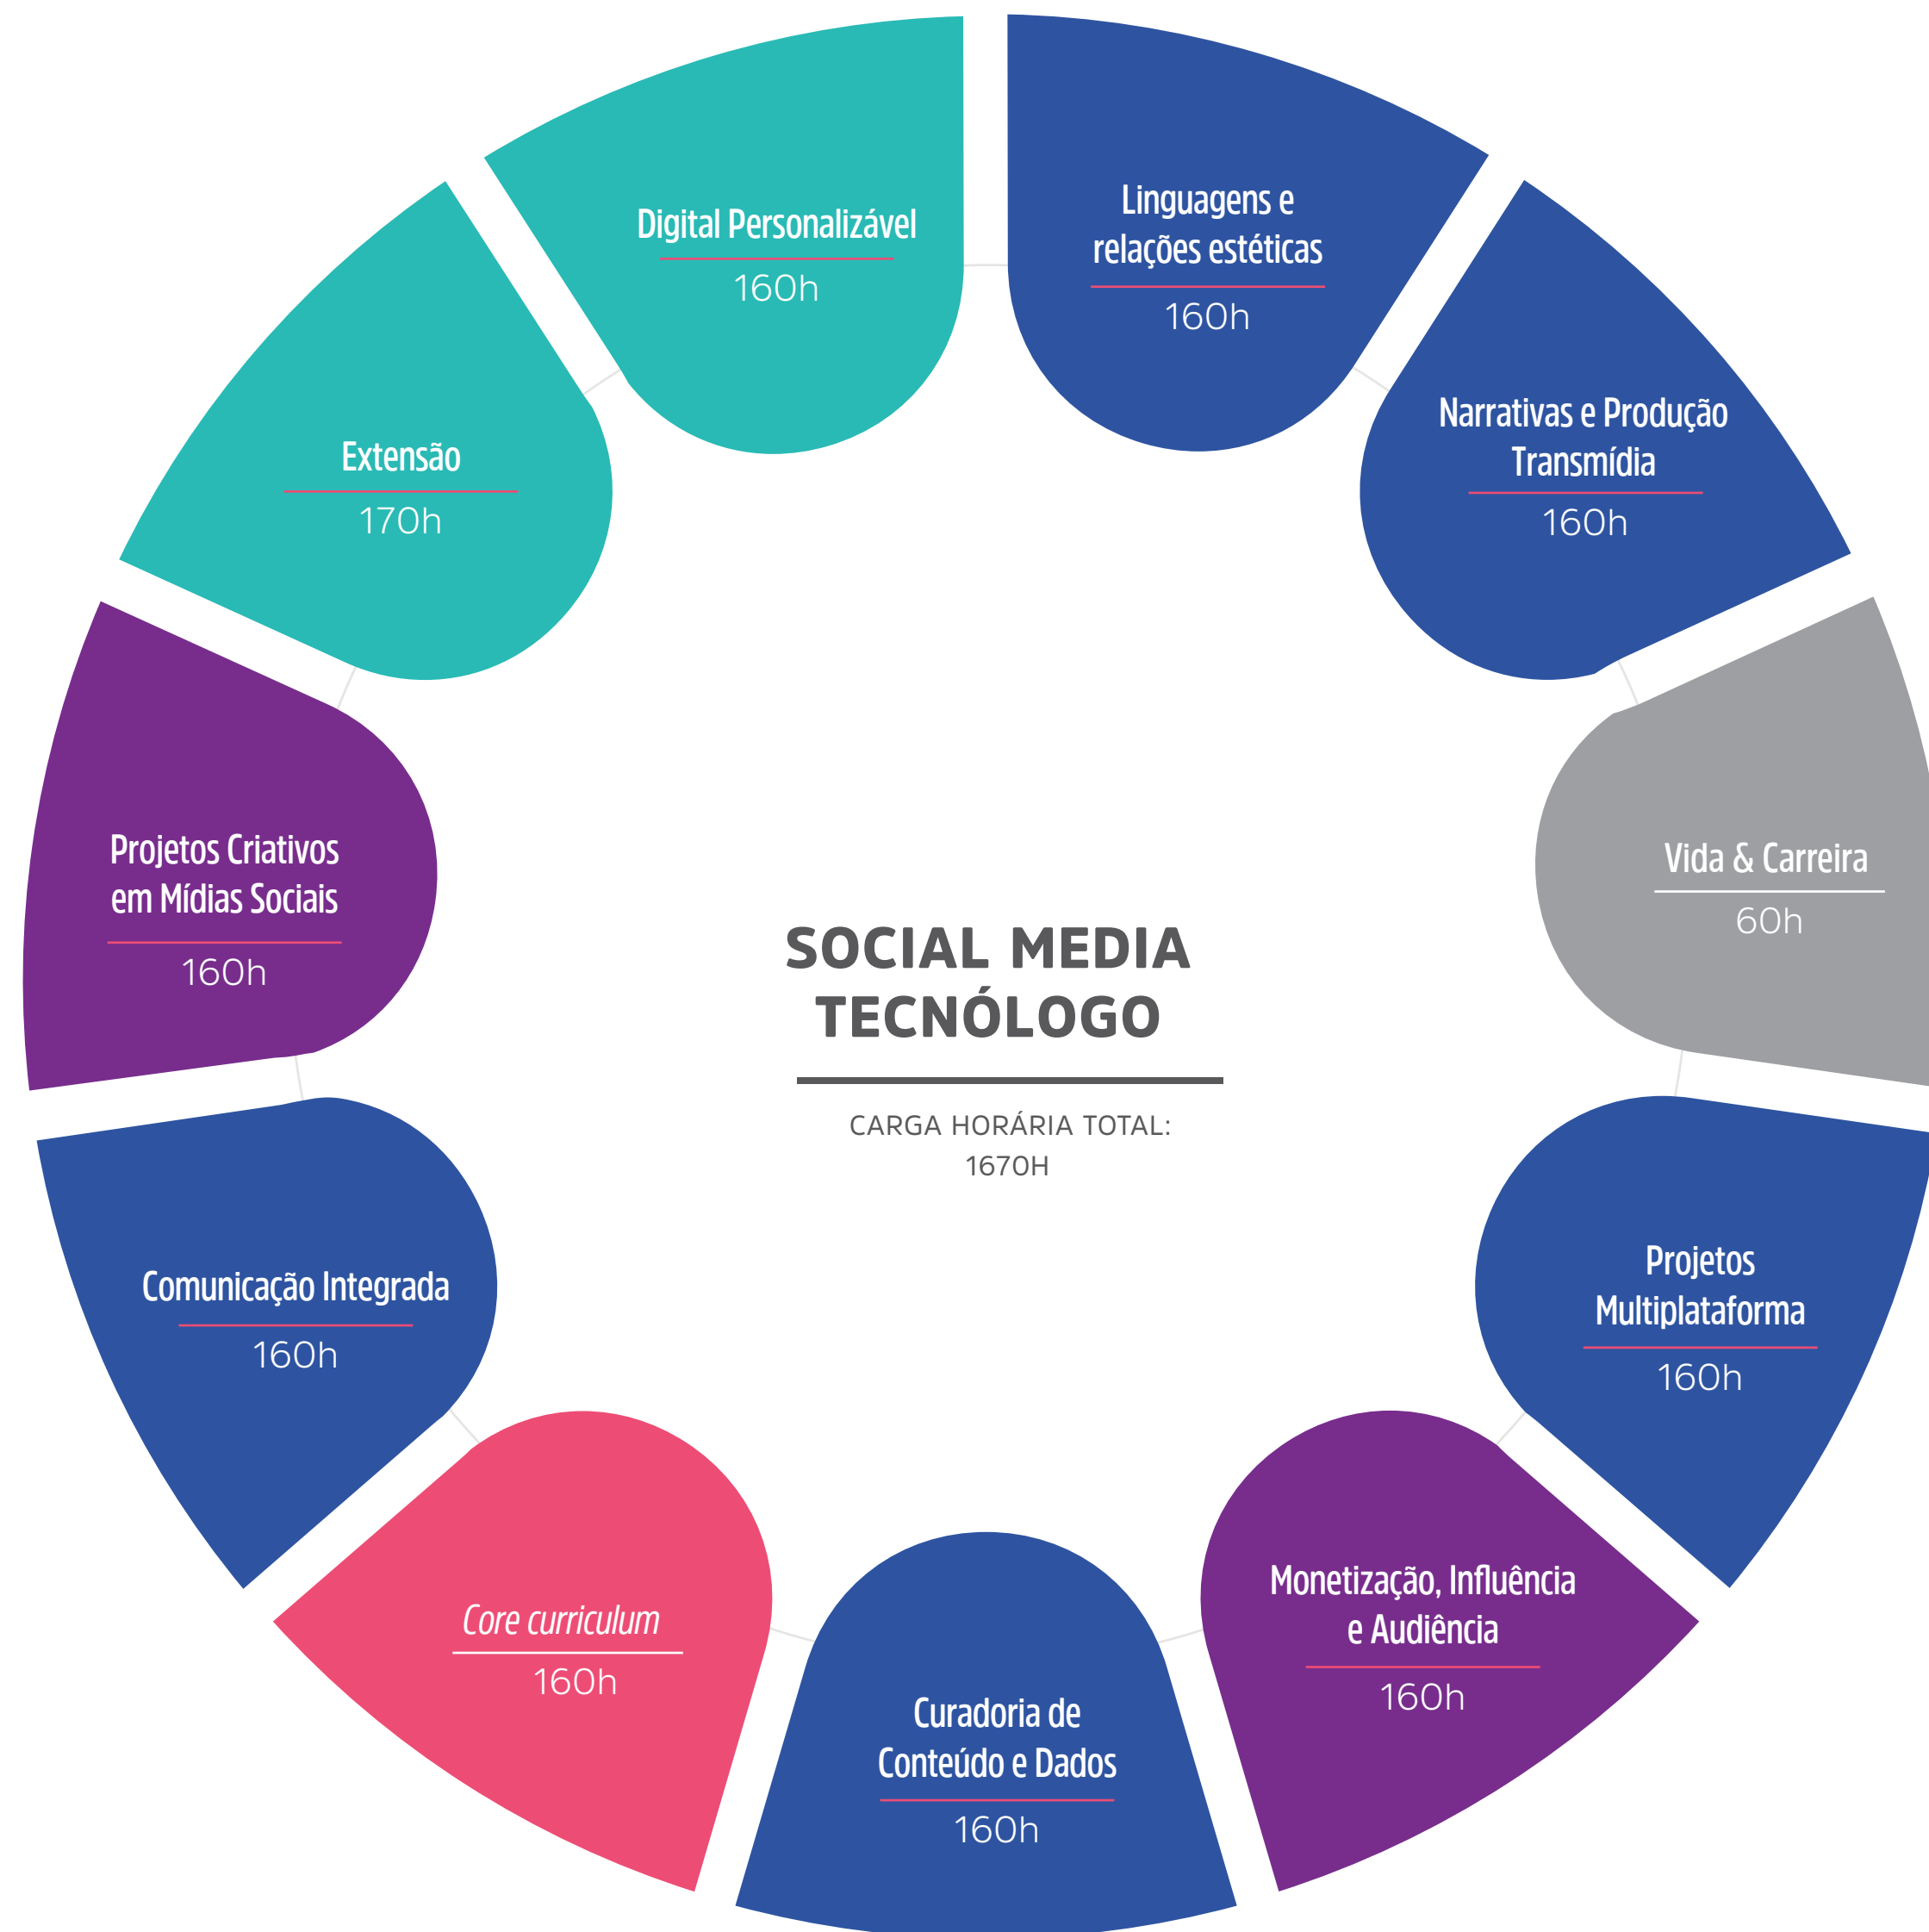 Digital Personalizável
160h
Linguagens e
relações estéticas
160h
Narrativas e Produção
Transmídia
160h
Vida & Carreira
60h
Projetos
Multiplataforma
160h
Monetização, Influência
e Audiência
160h
Curadoria de
Conteúdo e Dados
160h
Core curriculum
160h
Comunicação Integrada
160h
Projetos Criativos
em Mídias Sociais
160h
Extensão
170h
SOCIAL MEDIA
TECNÓLOGO
CARGA HORÁRIA TOTAL:
1670H